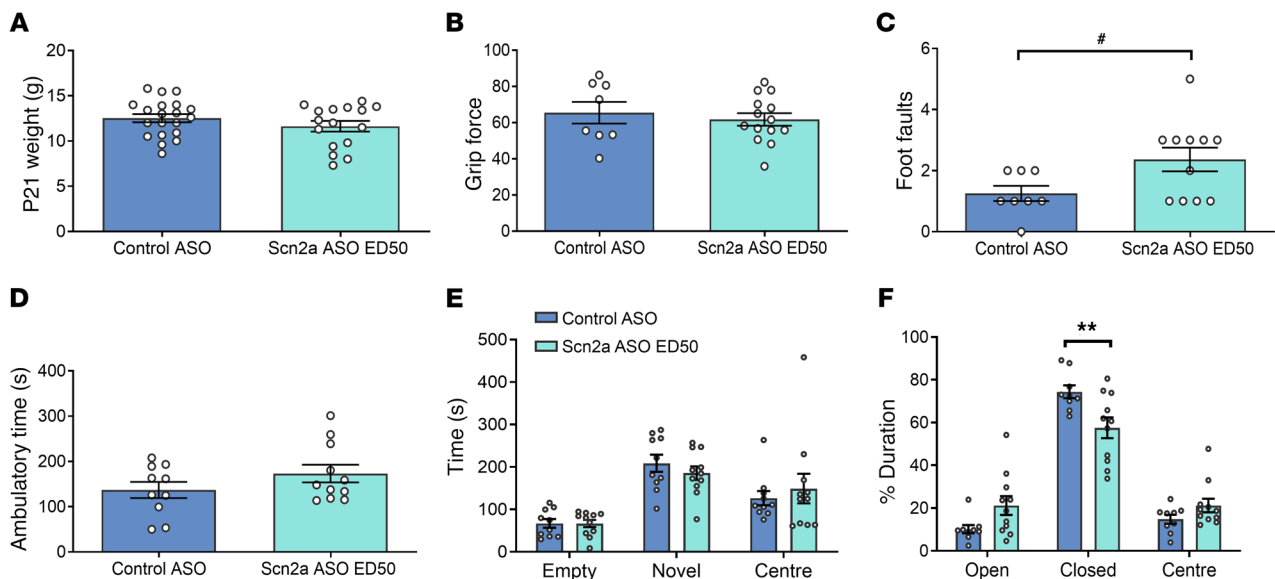 A
P21 weight (g)
20
15
10
5
0
Control ASO
Scn2a ASO ED50
B
Grip force
100
80
60
40
20
0
Control ASO
Scn2a ASO ED50
C
Foot faults
6
4
2
0
#
Control ASO
Scn2a ASO ED50
D
Ambulatory time (s)
400
300
200
100
0
Control ASO
Scn2a ASO ED50
E
Control ASO
Scn2a ASO ED50
Time (s)
500
400
300
200
100
0
Empty
Novel
Centre
F
% Duration
100
80
60
40
20
0
**
Open
Closed
Centre